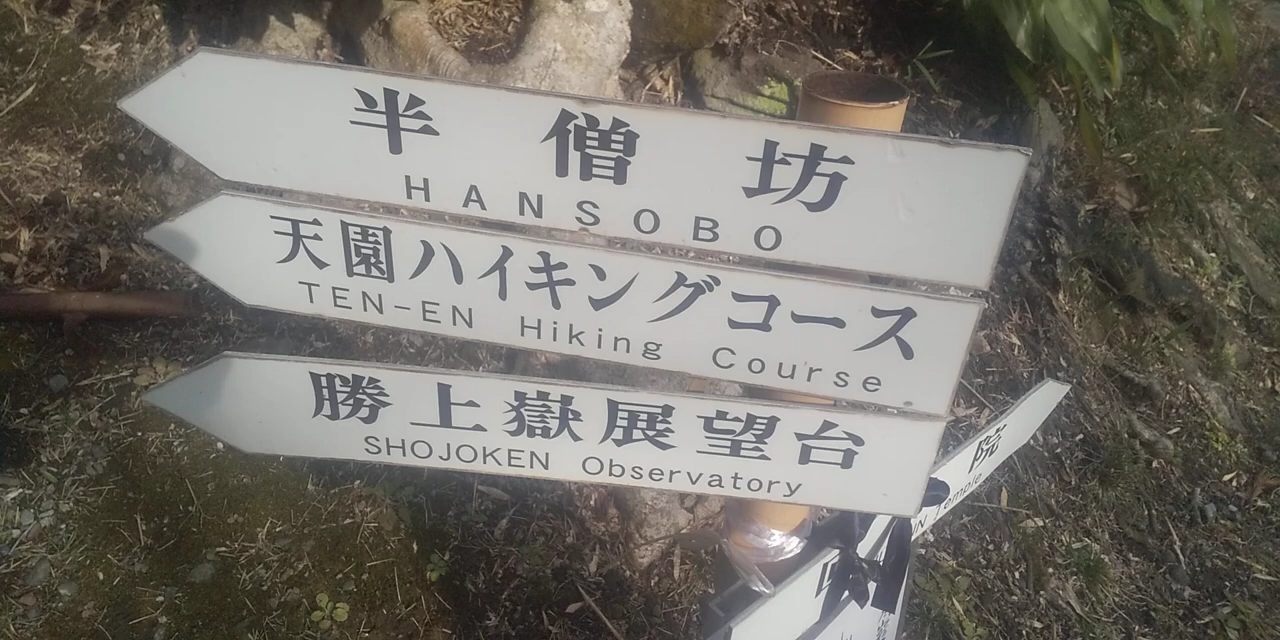 半僧坊
HANSOBO
天園ハイキングコース
TEN-EN Hiking Course
勝上嶽展望台
SHOJOKEN Observatory
院
Temple